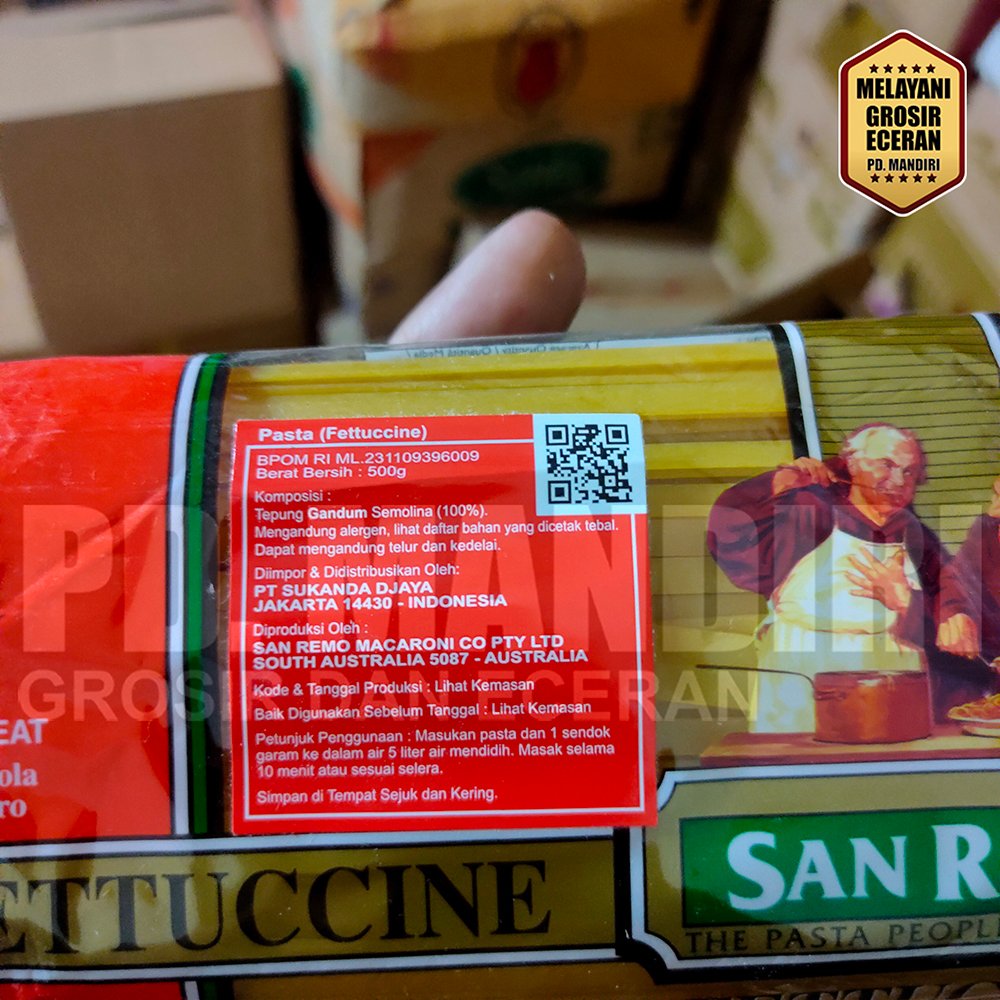 MELAYANI
GROSIR
ECERAN
PD. MANDIRI
Pasta (Fettuccine)
BPOM RI ML.231109396009
Berat Bersih : 500g
Komposisi :
Tepung Gandum Semolina (100%).
Mengandung alergen, lihat daftar bahan yang dicetak tebal.
Dapat mengandung telur dan kedelai.
Diimpor & Didistribusikan Oleh:
PT SUKANDA DJAYA
JAKARTA 14430 - INDONESIA
Diproduksi Oleh :
SAN REMO MACARONI CO PTY LTD
SOUTH AUSTRALIA 5087 - AUSTRALIA
Kode & Tanggal Produksi : Lihat Kemasan
Baik Digunakan Sebelum Tanggal : Lihat Kemasan
Petunjuk Penggunaan : Masukan pasta dan 1 sendok
garam ke dalam air 5 liter air mendidih. Masak selama
10 menit atau sesuai selera.
Simpan di Tempat Sejuk dan Kering.
PD. MANDIRI
GROSIR DAN ECERAN
EAT
ola
ro
ETTUCCINE
SAN R
THE PASTA PEOPL